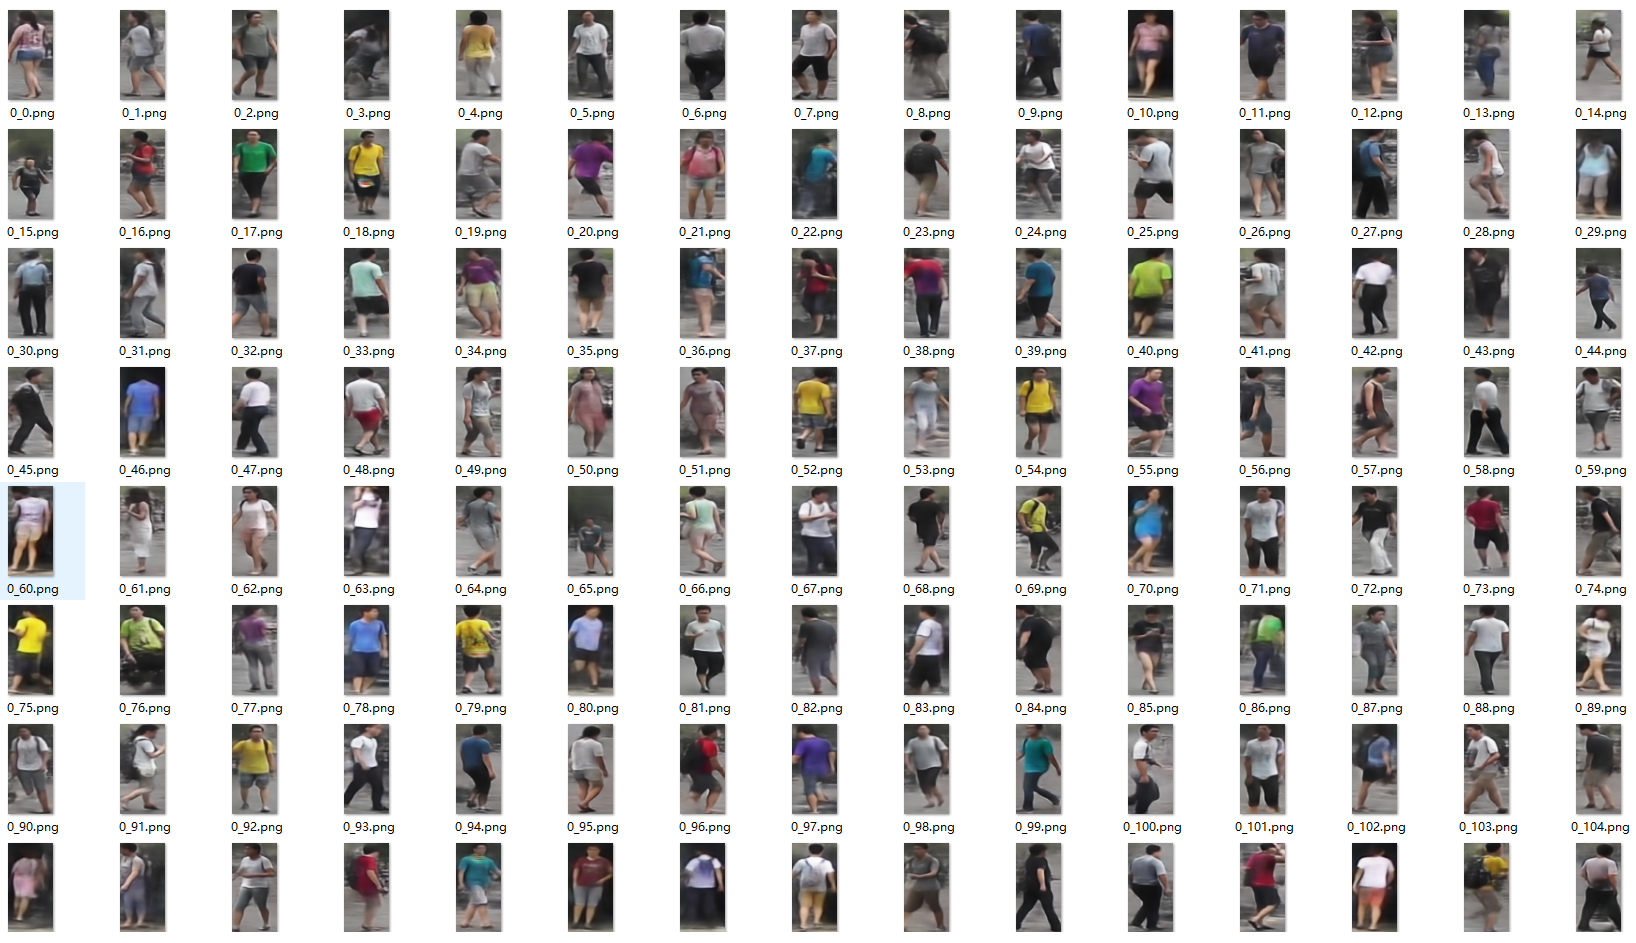 0_0.png 0_1.png 0_2.png 0_3.png 0_4.png 0_5.png 0_6.png 0_7.png 0_8.png 0_9.png 0_10.png 0_11.png 0_12.png 0_13.png 0_14.png
0_15.png 0_16.png 0_17.png 0_18.png 0_19.png 0_20.png 0_21.png 0_22.png 0_23.png 0_24.png 0_25.png 0_26.png 0_27.png 0_28.png 0_29.png
0_30.png 0_31.png 0_32.png 0_33.png 0_34.png 0_35.png 0_36.png 0_37.png 0_38.png 0_39.png 0_40.png 0_41.png 0_42.png 0_43.png 0_44.png
0_45.png 0_46.png 0_47.png 0_48.png 0_49.png 0_50.png 0_51.png 0_52.png 0_53.png 0_54.png 0_55.png 0_56.png 0_57.png 0_58.png 0_59.png
0_60.png 0_61.png 0_62.png 0_63.png 0_64.png 0_65.png 0_66.png 0_67.png 0_68.png 0_69.png 0_70.png 0_71.png 0_72.png 0_73.png 0_74.png
0_75.png 0_76.png 0_77.png 0_78.png 0_79.png 0_80.png 0_81.png 0_82.png 0_83.png 0_84.png 0_85.png 0_86.png 0_87.png 0_88.png 0_89.png
0_90.png 0_91.png 0_92.png 0_93.png 0_94.png 0_95.png 0_96.png 0_97.png 0_98.png 0_99.png 0_100.png 0_101.png 0_102.png 0_103.png 0_104.png